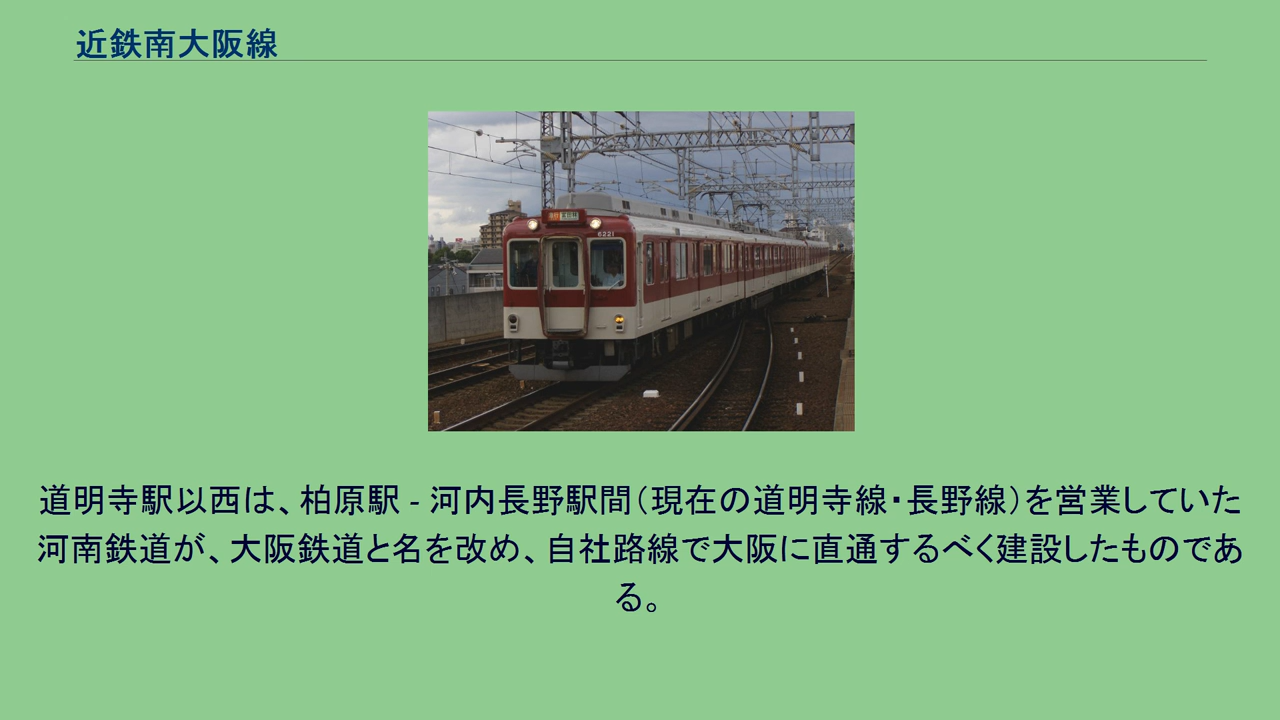 近鉄南大阪線
6221
道明寺駅以西は、柏原駅 - 河内長野駅間（現在の道明寺線・長野線）を営業していた
河南鉄道が、大阪鉄道と名を改め、自社路線で大阪に直通するべく建設したものであ
る。